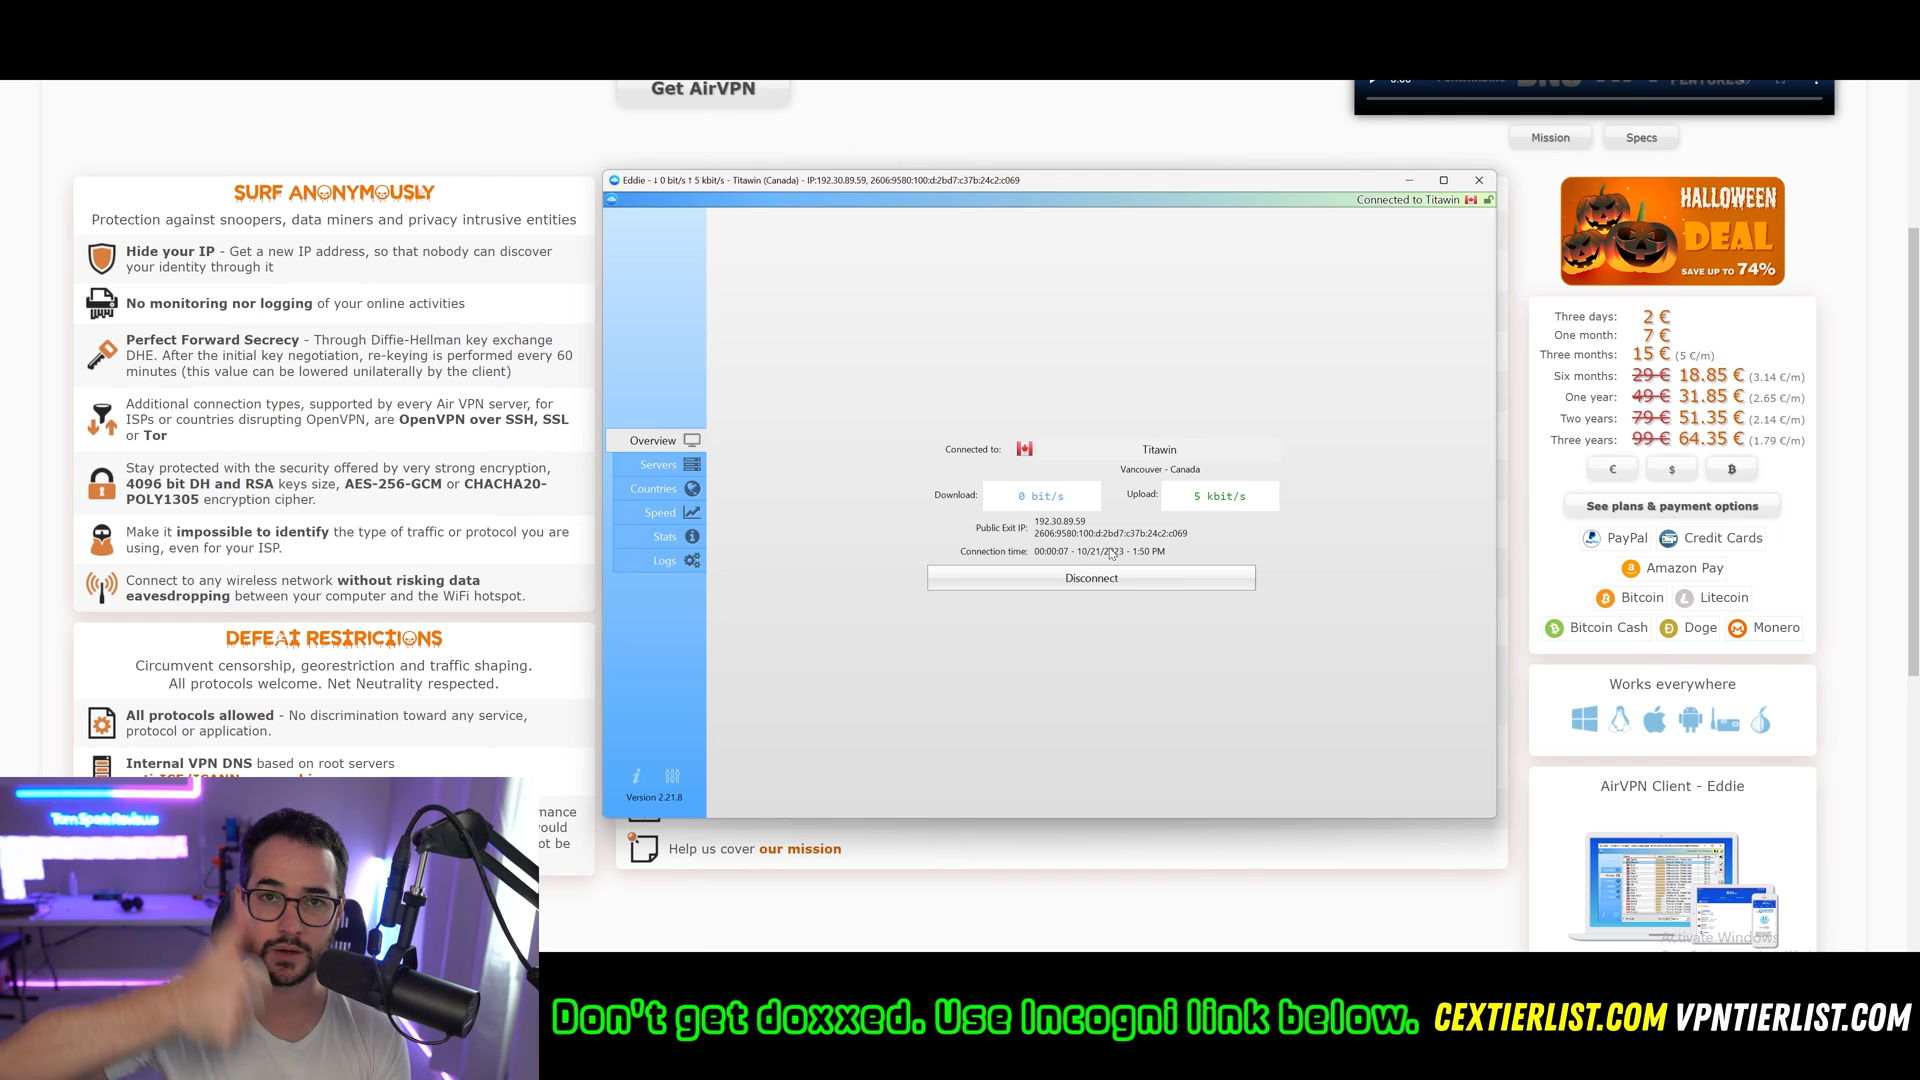 Get AirVPN
Mission
Specs
SURF ANONYMOUSLY
Protection against snoopers, data miners and privacy intrusive entities
Hide your IP - Get a new IP address, so that nobody can discover
your identity through it
No monitoring nor logging of your online activities
Perfect Forward Secrecy - Through Diffie-Hellman key exchange
DHE. After the initial key negotiation, re-keying is performed every 60
minutes (this value can be lowered unilaterally by the client)
Additional connection types, supported by every Air VPN server, for
ISPs or countries disrupting OpenVPN, are OpenVPN over SSH, SSL
or Tor
Stay protected with the security offered by very strong encryption,
4096 bit DH and RSA keys size, AES-256-GCM or CHACHA20-
POLY1305 encryption cipher.
Make it impossible to identify the type of traffic or protocol you are
using, even for your ISP.
Connect to any wireless network without risking data
eavesdropping between your computer and the WiFi hotspot.
DEFEAT RESTRICTIONS
Circumvent censorship, georestriction and traffic shaping.
All protocols welcome. Net Neutrality respected.
All protocols allowed - No discrimination toward any service,
protocol or application.
Internal VPN DNS based on root servers
mance
ould
ot be
Eddie - ↓ 0 bit/s ↑ 5 kbit/s - Titawin (Canada) - IP:192.30.89.59, 2606:9580:100:d:2bd7:c37b:24c2:c069
Connected to Titawin
Overview
Servers
Countries
Speed
Stats
Logs
Version 2.21.8
Connected to:
Titawin
Vancouver - Canada
Download:
0 bit/s
Upload:
5 kbit/s
Public Exit IP:
192.30.89.59
2606:9580:100:d:2bd7:c37b:24c2:c069
Connection time: 00:00:07 - 10/21/2023 - 1:50 PM
Disconnect
Help us cover our mission
HALLOWEEN
DEAL
SAVE UP TO 74%
Three days: 2 €
One month: 7 €
Three months: 15 € (5 €/m)
Six months: 29 € 18.85 € (3.14 €/m)
One year: 49 € 31.85 € (2.65 €/m)
Two years: 79 € 51.35 € (2.14 €/m)
Three years: 99 € 64.35 € (1.79 €/m)
€
$
₿
See plans & payment options
PayPal
Credit Cards
Amazon Pay
Bitcoin
Litecoin
Bitcoin Cash
Doge
Monero
Works everywhere
AirVPN Client - Eddie
Activate Windows
Tom Spark Reviews
Don't get doxxed. Use Incogni link below.
CEXTIERLIST.COM VPNTIERLIST.COM